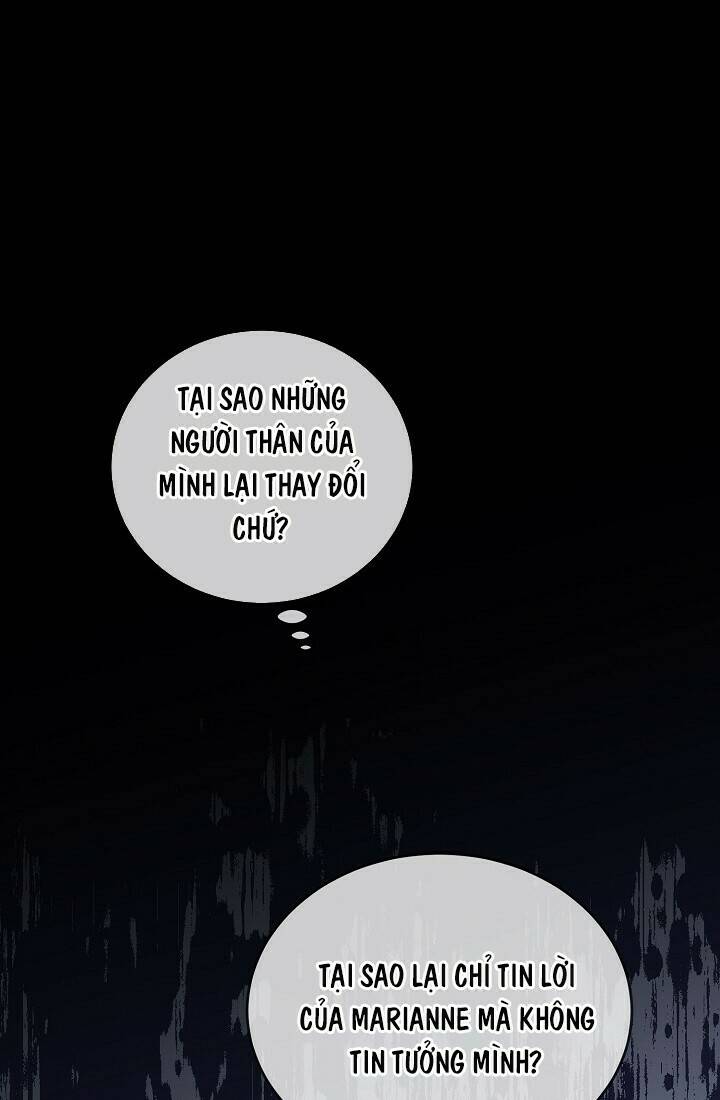 TẠI SAO NHỮNG
NGƯỜI THÂN CỦA
MÌNH LẠI THAY ĐỔI
CHỨ?
TẠI SAO LẠI CHỈ TIN LỜI
CỦA MARIANNE MÀ KHÔNG
TIN TƯỞNG MÌNH?